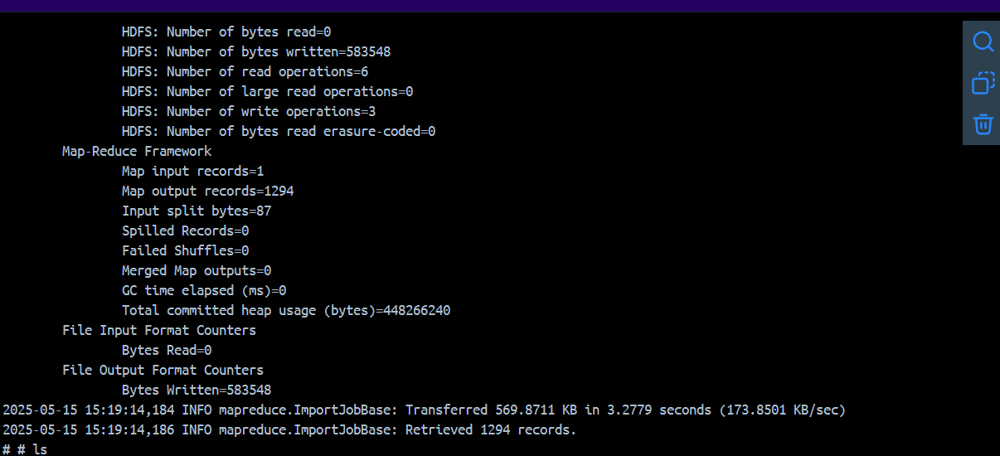 HDFS: Number of bytes read=0
HDFS: Number of bytes written=583548
HDFS: Number of read operations=6
HDFS: Number of large read operations=0
HDFS: Number of write operations=3
HDFS: Number of bytes read erasure-coded=0
Map-Reduce Framework
Map input records=1
Map output records=1294
Input split bytes=87
Spilled Records=0
Failed Shuffles=0
Merged Map outputs=0
GC time elapsed (ms)=0
Total committed heap usage (bytes)=448266240
File Input Format Counters
Bytes Read=0
File Output Format Counters
Bytes Written=583548
2025-05-15 15:19:14,184 INFO mapreduce.ImportJobBase: Transferred 569.8711 KB in 3.2779 seconds (173.8501 KB/sec)
2025-05-15 15:19:14,186 INFO mapreduce.ImportJobBase: Retrieved 1294 records.
# # ls